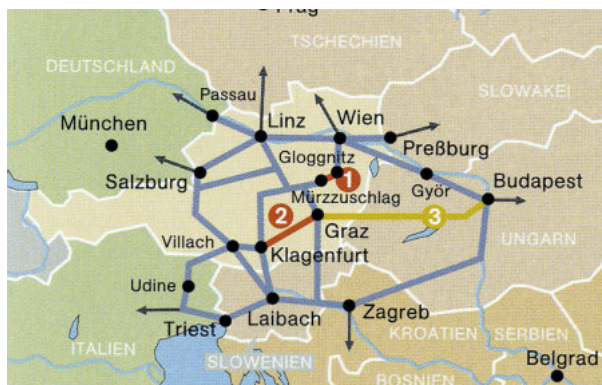 Prag
TSCHECHIEN
DEUTSCHLAND
SLOWAKEI
Passau
Linz
Wien
München
Gloggnitz
Preßburg
Salzburg
1
Mürzzuschlag
Györ
Budapest
2
Graz
3
Villach
Klagenfurt
UNGARN
Udine
Laibach
Zagreb
Triest
KROATIEN
SERBIEN
ITALIEN
SLOWENIEN
Belgrad
BOSNIEN